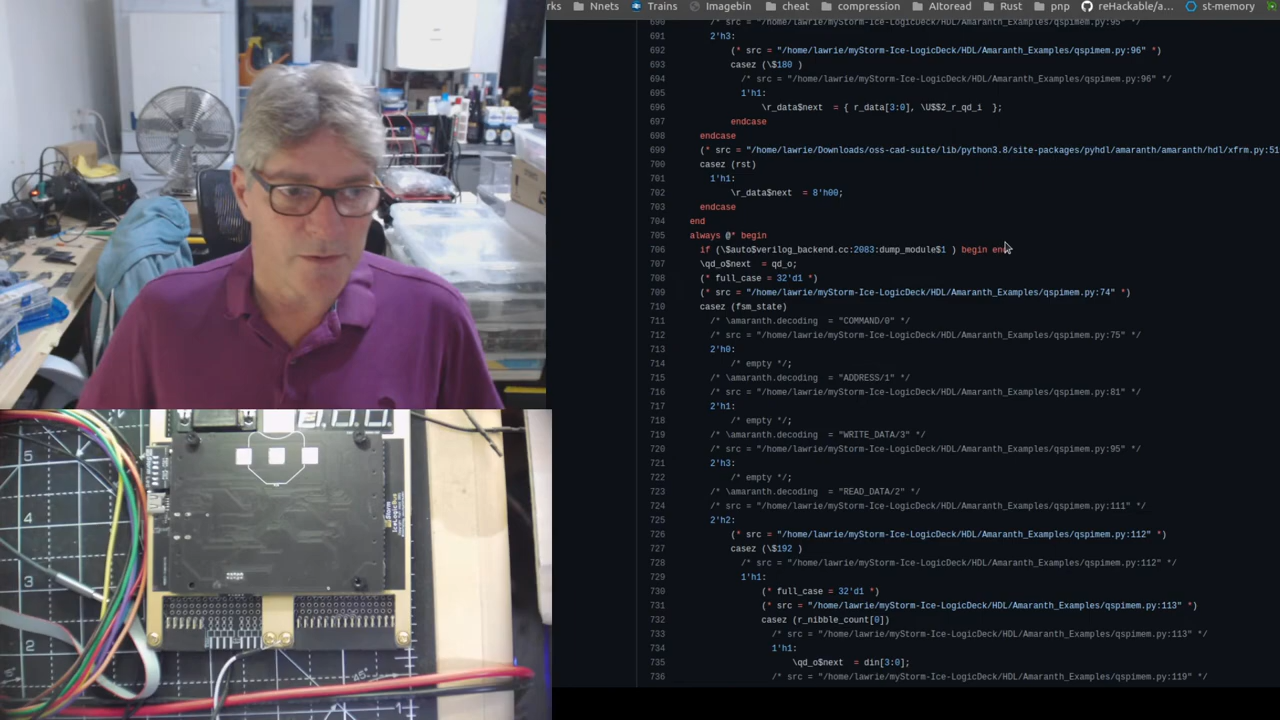 rks Nnets Trains Imagebin cheat compression AItoread Rust pnp reHackable/a... st-memory
690 /* src = "/home/lawrie/myStorm-Ice-LogicDeck/HDL/Amaranth_Examples/qspimem.py:95" */
691 2'h3:
692 (* src = "/home/lawrie/myStorm-Ice-LogicDeck/HDL/Amaranth_Examples/qspimem.py:96" *)
693 casez (\$180 )
694 /* src = "/home/lawrie/myStorm-Ice-LogicDeck/HDL/Amaranth_Examples/qspimem.py:96" */
695 1'h1:
696 \r_data$next = { r_data[3:0], \U$$2_r_qd_i };
697 endcase
698 endcase
699 (* src = "/home/lawrie/Downloads/oss-cad-suite/lib/python3.8/site-packages/pyhdl/amaranth/amaranth/hdl/xfrm.py:51
700 casez (rst)
701 1'h1:
702 \r_data$next = 8'h00;
703 endcase
704 end
705 always @* begin
706 if (\$auto$verilog_backend.cc:2083:dump_module$1 ) begin end
707 \qd_o$next = qd_o;
708 (* full_case = 32'd1 *)
709 (* src = "/home/lawrie/myStorm-Ice-LogicDeck/HDL/Amaranth_Examples/qspimem.py:74" *)
710 casez (fsm_state)
711 /* \amaranth.decoding = "COMMAND/0" */
712 /* src = "/home/lawrie/myStorm-Ice-LogicDeck/HDL/Amaranth_Examples/qspimem.py:75" */
713 2'h0:
714 /* empty */;
715 /* \amaranth.decoding = "ADDRESS/1" */
716 /* src = "/home/lawrie/myStorm-Ice-LogicDeck/HDL/Amaranth_Examples/qspimem.py:81" */
717 2'h1:
718 /* empty */;
719 /* \amaranth.decoding = "WRITE_DATA/3" */
720 /* src = "/home/lawrie/myStorm-Ice-LogicDeck/HDL/Amaranth_Examples/qspimem.py:95" */
721 2'h3:
722 /* empty */;
723 /* \amaranth.decoding = "READ_DATA/2" */
724 /* src = "/home/lawrie/myStorm-Ice-LogicDeck/HDL/Amaranth_Examples/qspimem.py:111" */
725 2'h2:
726 (* src = "/home/lawrie/myStorm-Ice-LogicDeck/HDL/Amaranth_Examples/qspimem.py:112" *)
727 casez (\$192 )
728 /* src = "/home/lawrie/myStorm-Ice-LogicDeck/HDL/Amaranth_Examples/qspimem.py:112" */
729 1'h1:
730 (* full_case = 32'd1 *)
731 (* src = "/home/lawrie/myStorm-Ice-LogicDeck/HDL/Amaranth_Examples/qspimem.py:113" *)
732 casez (r_nibble_count[0])
733 /* src = "/home/lawrie/myStorm-Ice-LogicDeck/HDL/Amaranth_Examples/qspimem.py:113" */
734 1'h1:
735 \qd_o$next = din[3:0];
736 /* src = "/home/lawrie/myStorm-Ice-LogicDeck/HDL/Amaranth_Examples/qspimem.py:119" */
5
4
3
2
1